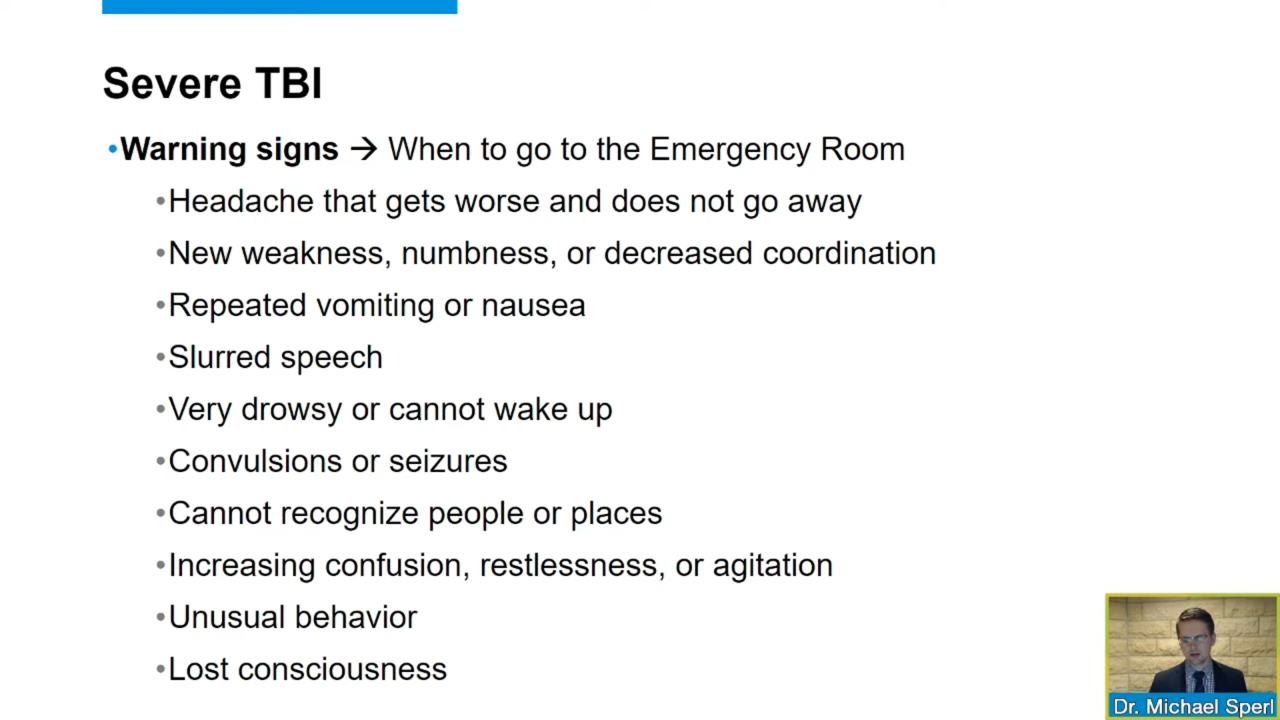 Severe TBI
•Warning signs → When to go to the Emergency Room
•Headache that gets worse and does not go away
•New weakness, numbness, or decreased coordination
•Repeated vomiting or nausea
•Slurred speech
•Very drowsy or cannot wake up
•Convulsions or seizures
•Cannot recognize people or places
•Increasing confusion, restlessness, or agitation
•Unusual behavior
•Lost consciousness
Dr. Michael Sperl